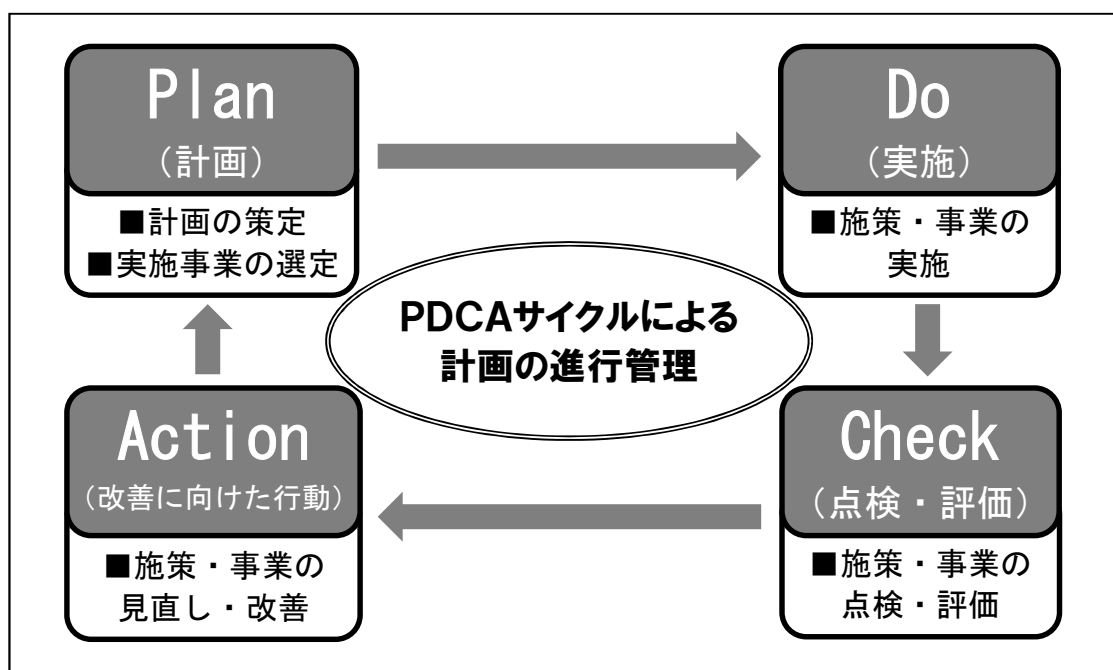 Plan
(計画)
■計画の策定
■実施事業の選定
Do
(実施)
■施策・事業の
実施
PDCAサイクルによる
計画の進行管理
Action
(改善に向けた行動)
■施策・事業の
見直し・改善
Check
(点検・評価)
■施策・事業の
点検・評価